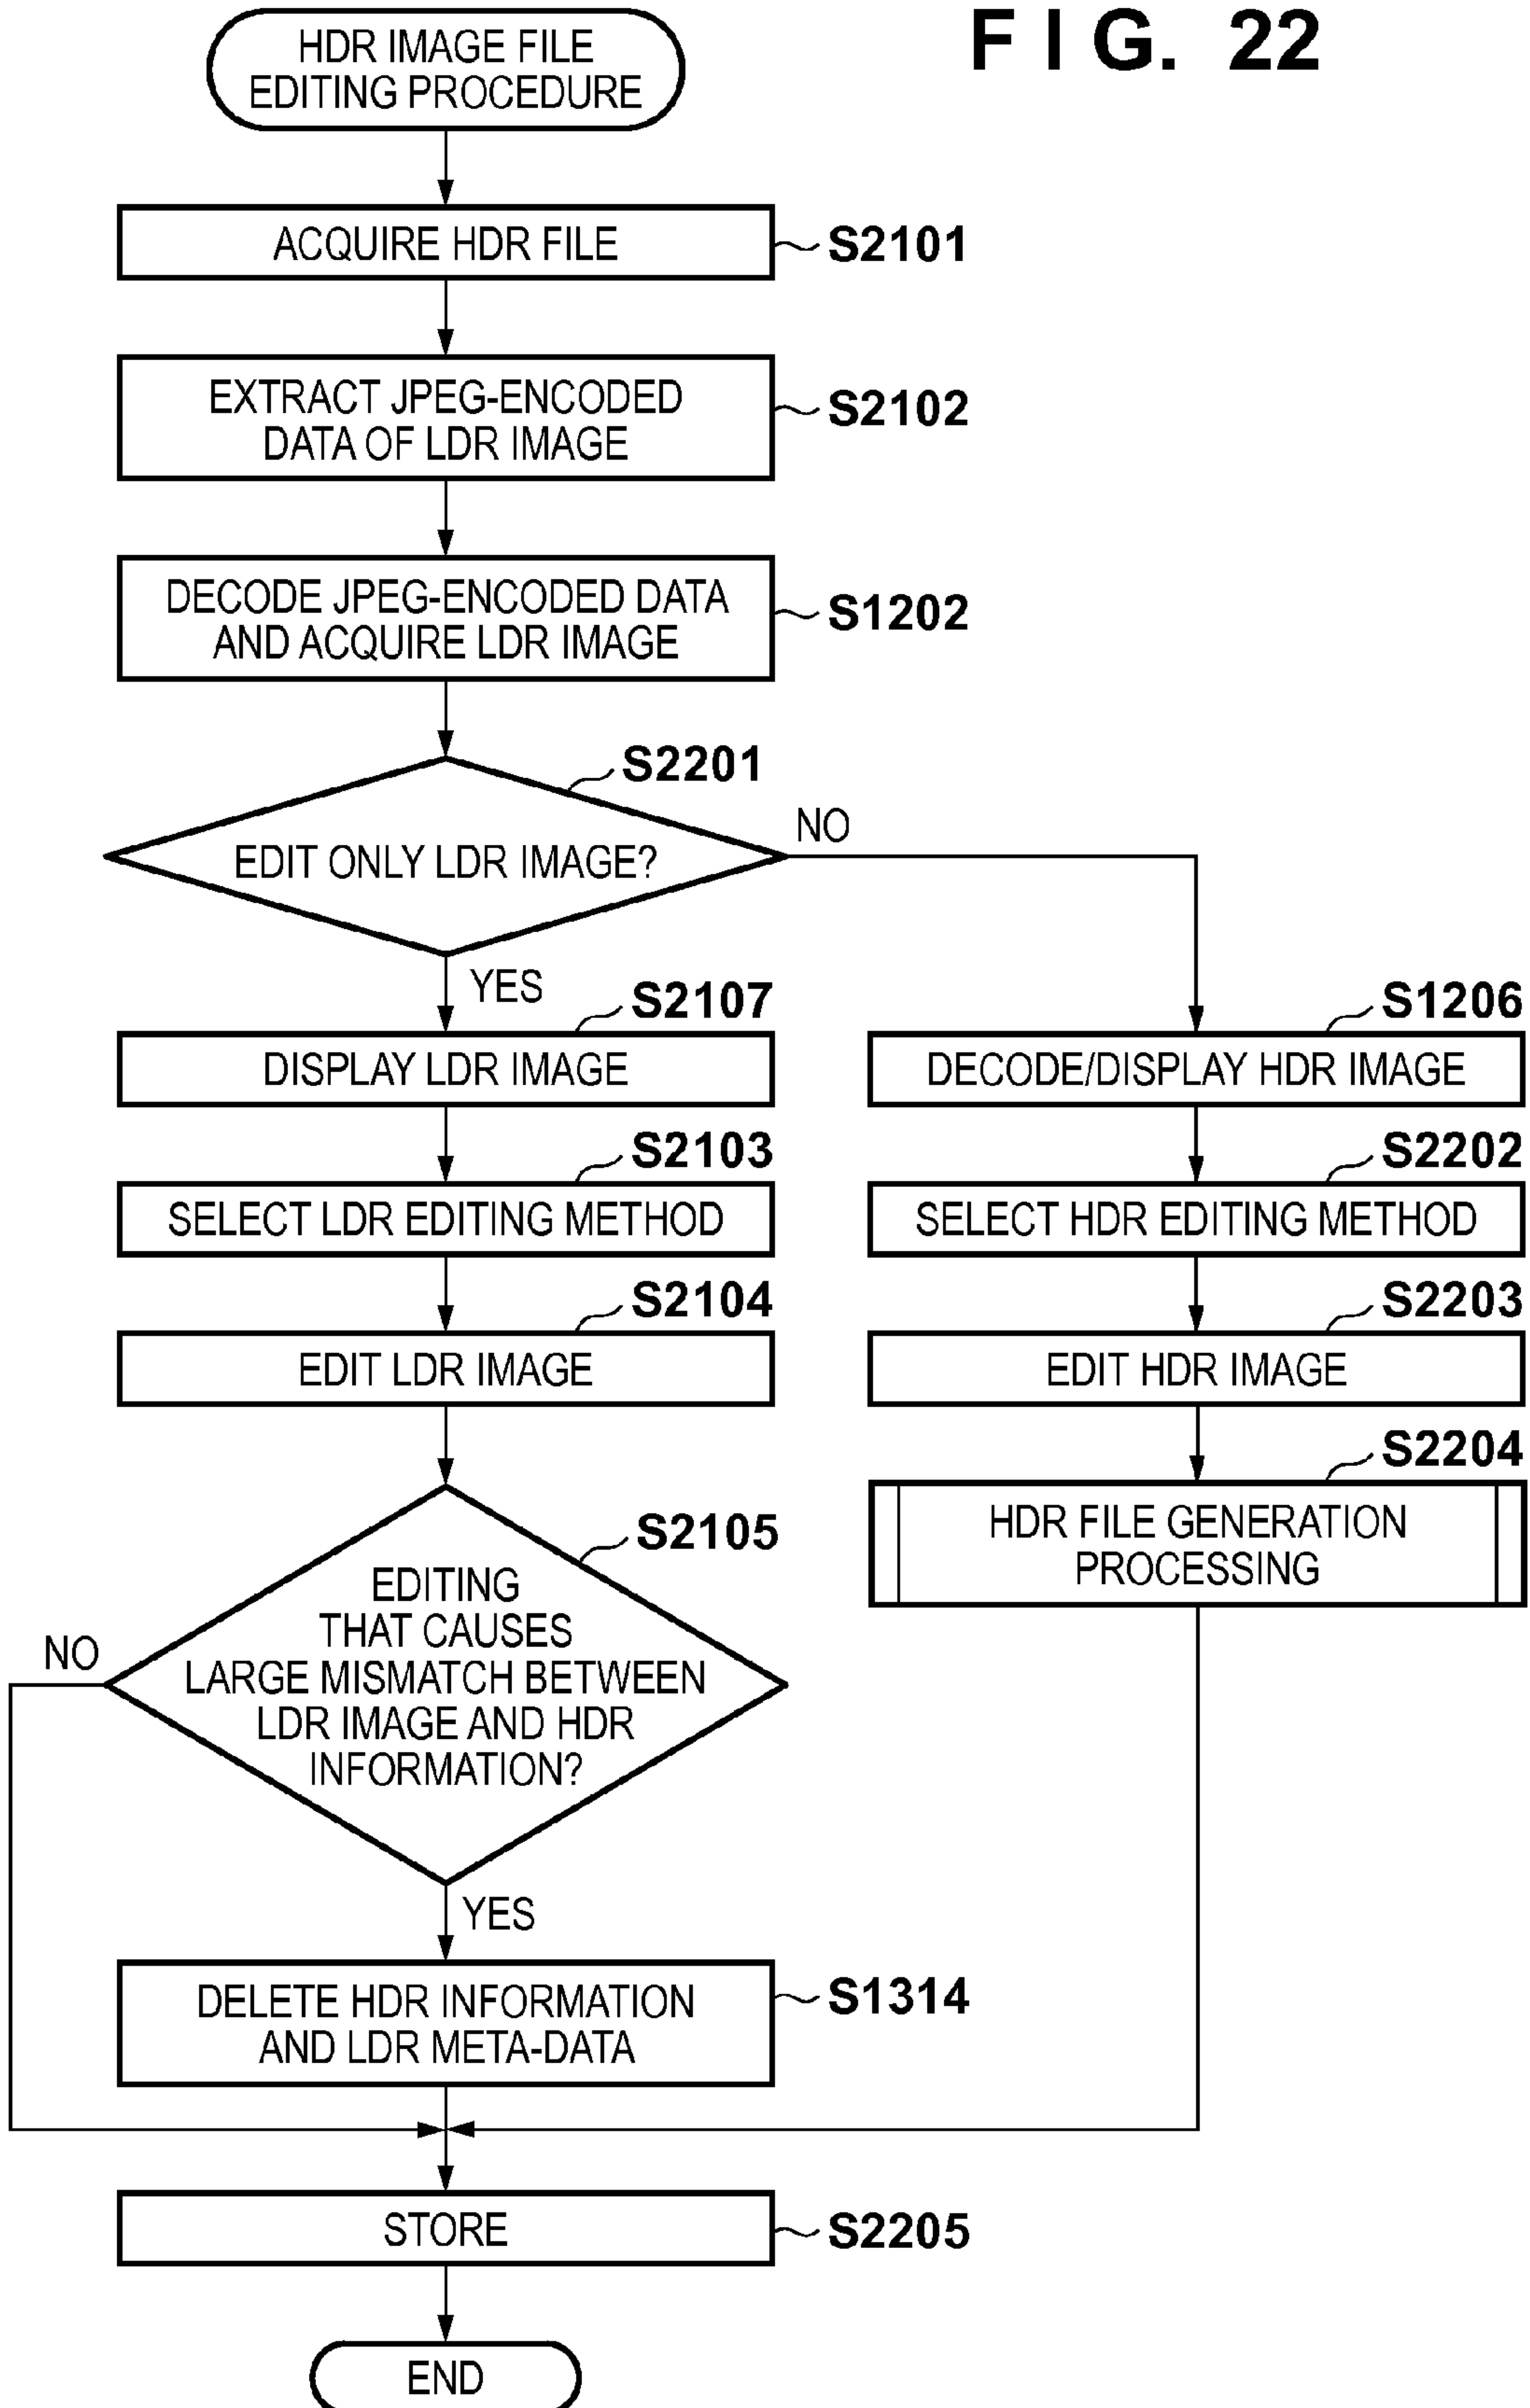 FIG. 22
HDR IMAGE FILE
EDITING PROCEDURE
ACQUIRE HDR FILE
S2101
EXTRACT JPEG-ENCODED
DATA OF LDR IMAGE
S2102
DECODE JPEG-ENCODED DATA
AND ACQUIRE LDR IMAGE
S1202
S2201
EDIT ONLY LDR IMAGE?
NO
YES
S2107
DISPLAY LDR IMAGE
S2103
SELECT LDR EDITING METHOD
S2104
EDIT LDR IMAGE
S1206
DECODE/DISPLAY HDR IMAGE
S2202
SELECT HDR EDITING METHOD
S2203
EDIT HDR IMAGE
S2204
HDR FILE GENERATION
PROCESSING
S2105
EDITING
THAT CAUSES
LARGE MISMATCH BETWEEN
LDR IMAGE AND HDR
INFORMATION?
NO
YES
DELETE HDR INFORMATION
AND LDR META-DATA
S1314
STORE
S2205
END